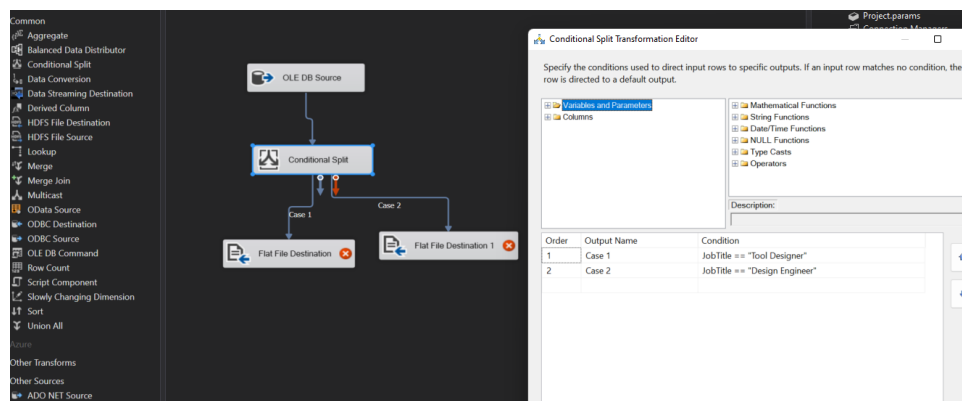 Common
Aggregate
Balanced Data Distributor
Conditional Split
Data Conversion
Data Streaming Destination
Derived Column
HDFS File Destination
HDFS File Source
Lookup
Merge
Merge Join
Multicast
OData Source
ODBC Destination
ODBC Source
OLE DB Command
Row Count
Script Component
Slowly Changing Dimension
Sort
Union All
Azure
Other Transforms
Other Sources
ADO NET Source
OLE DB Source
Conditional Split
Case 1
Case 2
Flat File Destination
Flat File Destination 1
Project.params
Connection Managers
Conditional Split Transformation Editor
Specify the conditions used to direct input rows to specific outputs. If an input row matches no condition, the
row is directed to a default output.
Variables and Parameters
Columns
Mathematical Functions
String Functions
Date/Time Functions
NULL Functions
Type Casts
Operators
Description:
Order Output Name Condition
1 Case 1 JobTitle == "Tool Designer"
2 Case 2 JobTitle == "Design Engineer"